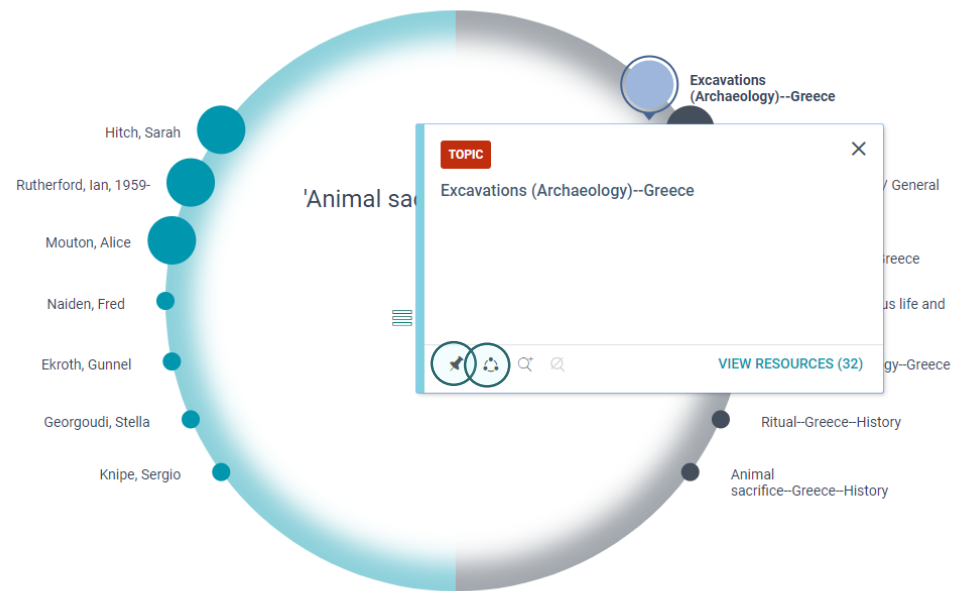 Excavations
(Archaeology)--Greece
Hitch, Sarah
TOPIC
Rutherford, Ian, 1959-
'Animal sac
Excavations (Archaeology)--Greece
/ General
Mouton, Alice
Greece
Naiden, Fred
us life and
Ekroth, Gunnel
VIEW RESOURCES (32)
gy--Greece
Georgoudi, Stella
Ritual--Greece--History
Knipe, Sergio
Animal
sacrifice--Greece--History